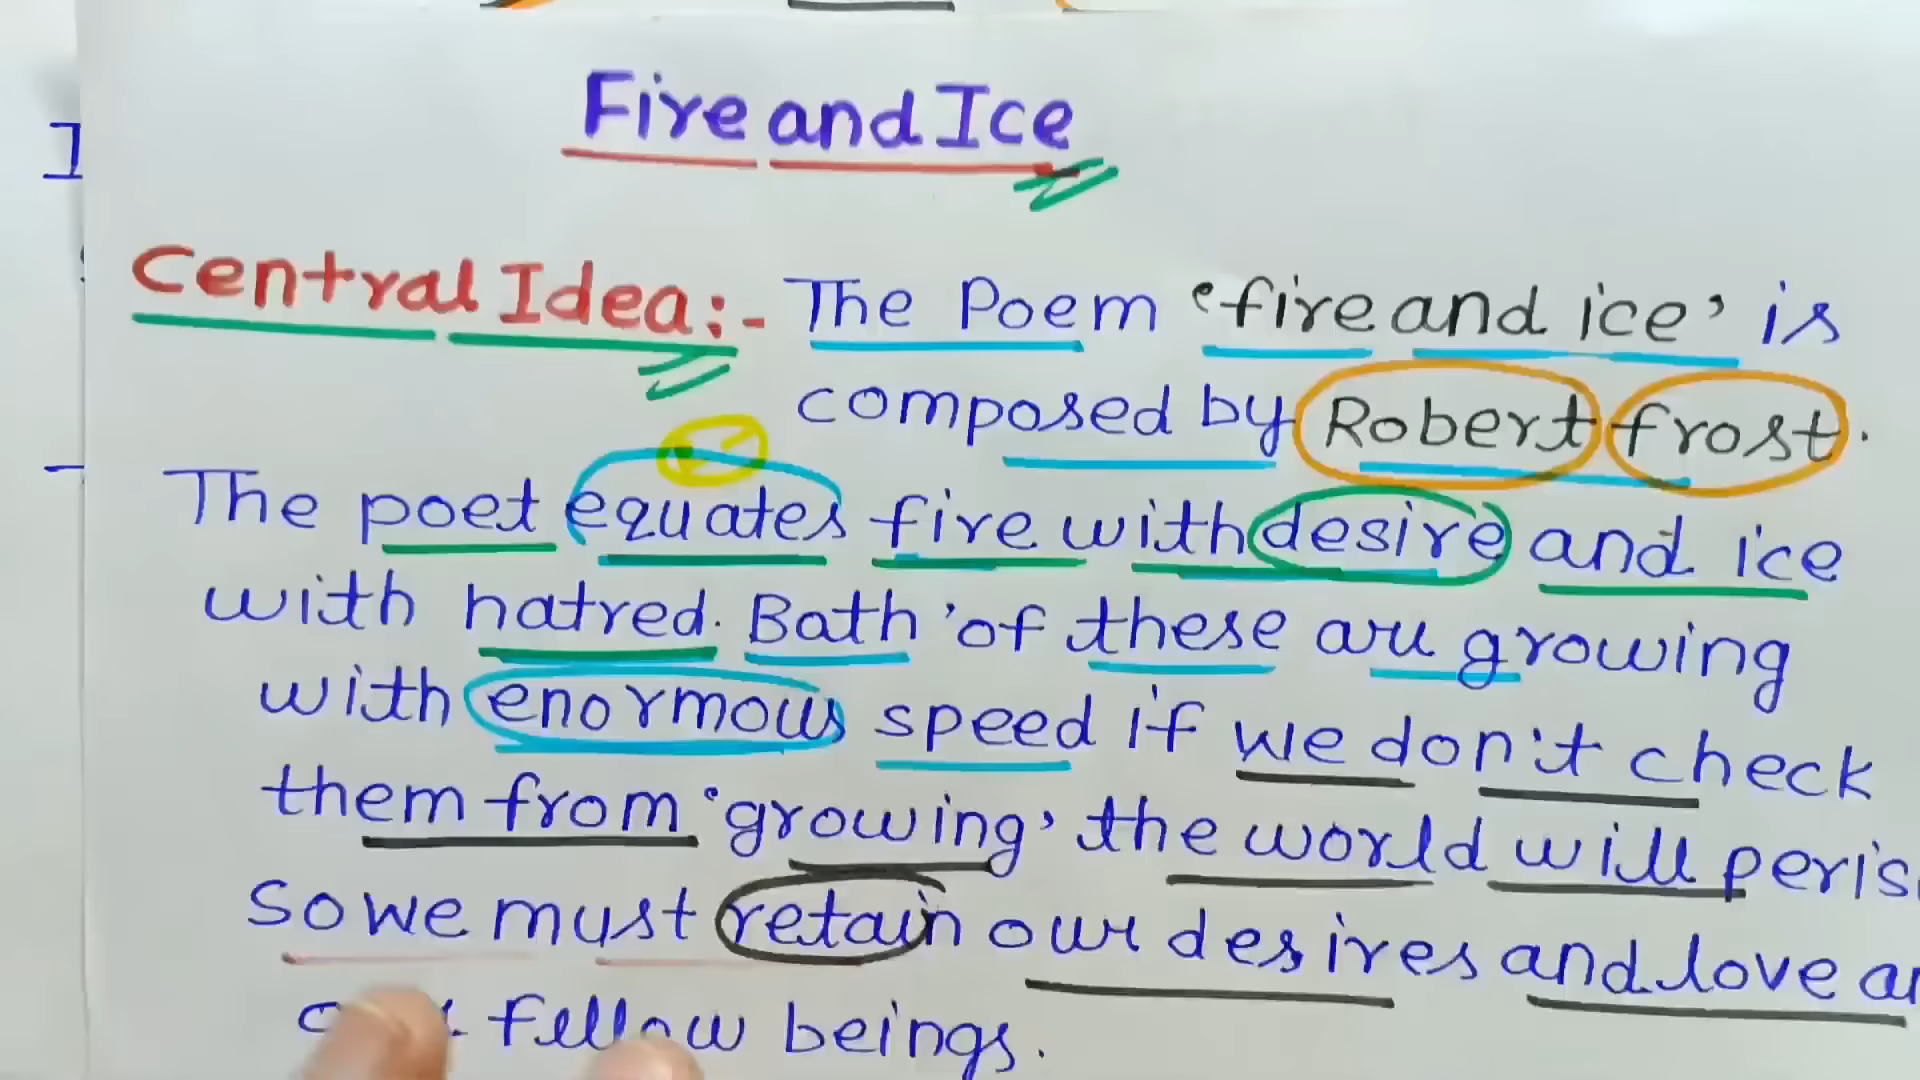 Fire and Ice
Central Idea:- The Poem 'fire and ice' is
composed by Robert frost.
The poet equates fire with desire and ice
with hatred. Bath 'of these are growing
with enormous speed if we don't check
them from 'growing' the world will peris
So we must retain our desires and love
fellow beings.